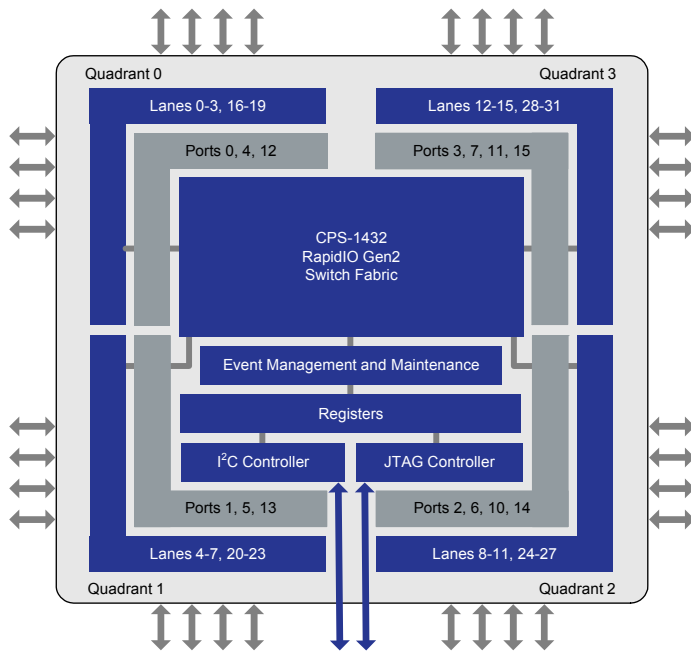 Quadrant 0
Quadrant 3
Lanes 0-3, 16-19
Lanes 12-15, 28-31
Ports 0, 4, 12
Ports 3, 7, 11, 15
CPS-1432
RapidIO Gen2
Switch Fabric
Event Management and Maintenance
Registers
I²C Controller
JTAG Controller
Ports 1, 5, 13
Ports 2, 6, 10, 14
Lanes 4-7, 20-23
Lanes 8-11, 24-27
Quadrant 1
Quadrant 2